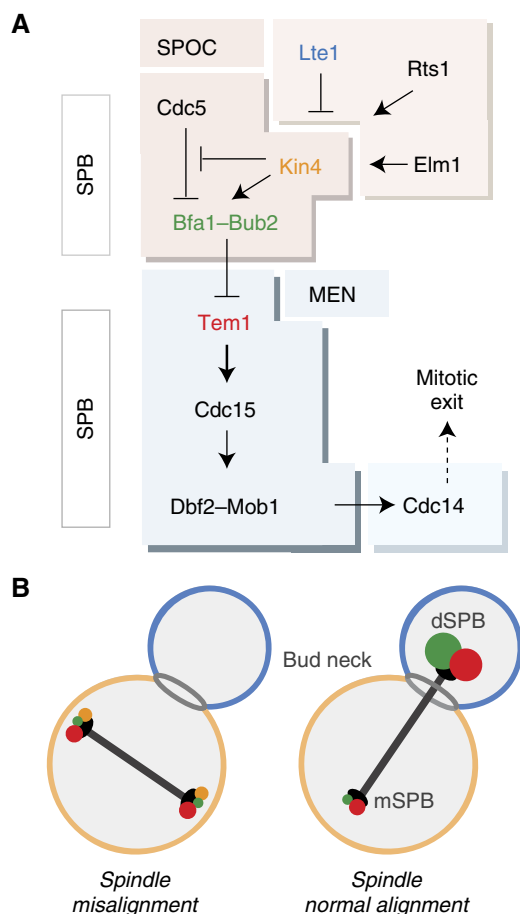 A
SPOC
Lte1
Rts1
Cdc5
SPB
Kin4
Elm1
Bfa1–Bub2
MEN
Tem1
SPB
Cdc15
Mitotic
exit
Dbf2–Mob1
Cdc14
B
dSPB
Bud neck
mSPB
Spindle
misalignment
Spindle
normal alignment